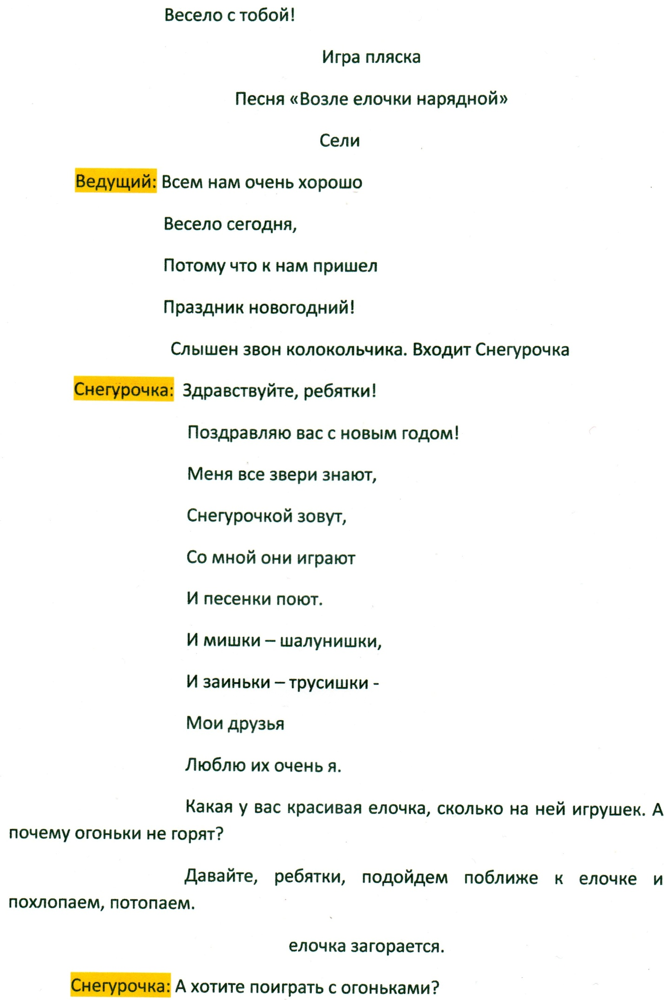 Весело с тобой!
Игра пляска
Песня «Возле елочки нарядной»
Сели
Ведущий: Всем нам очень хорошо
Весело сегодня,
Потому что к нам пришел
Праздник новогодний!
Слышен звон колокольчика. Входит Снегурочка
Снегурочка: Здравствуйте, ребятки!
Поздравляю вас с новым годом!
Меня все звери знают,
Снегурочкой зовут,
Со мной они играют
И песенки поют.
И мишки – шалунишки,
И заиньки – трусишки -
Мои друзья
Люблю их очень я.
Какая у вас красивая елочка, сколько на ней игрушек. А
почему огоньки не горят?
Давайте, ребятки, подойдем поближе к елочке и
похлопаем, потопаем.
елочка загорается.
Снегурочка: А хотите поиграть с огоньками?